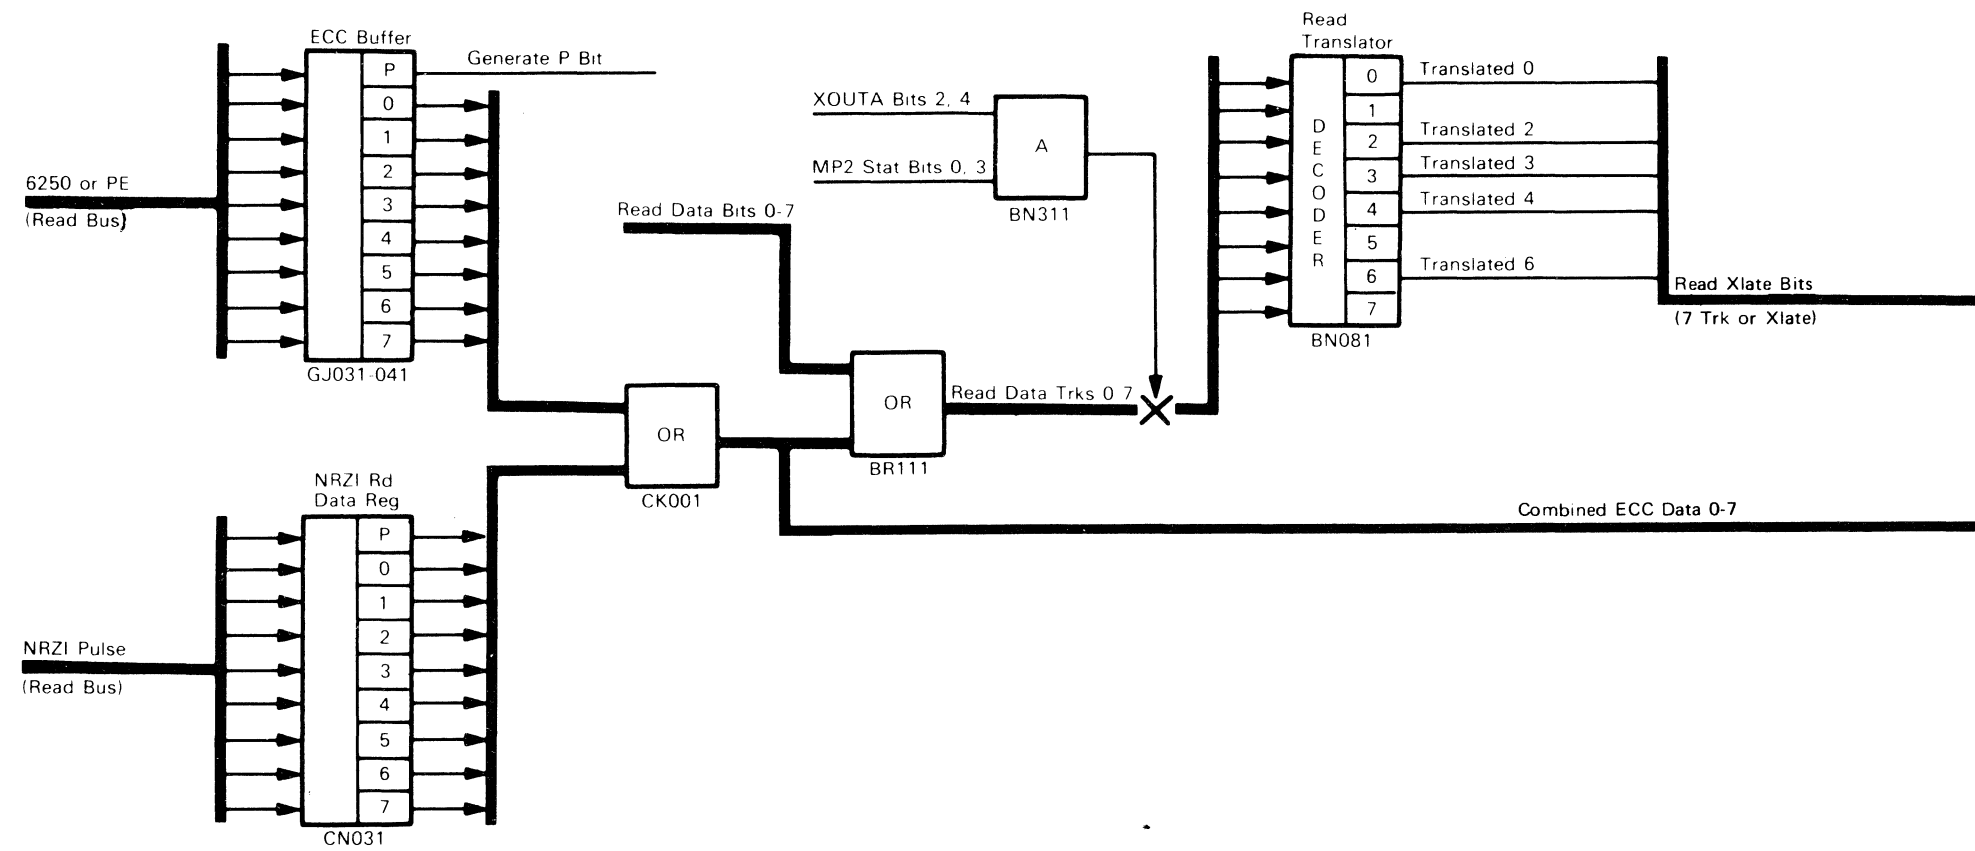 ECC Buffer
P
0
1
2
3
4
5
6
7
GJ031-041
Generate P Bit
6250 or PE
(Read Bus)
NRZI Rd
Data Reg
P
0
1
2
3
4
5
6
7
CN031
NRZI Pulse
(Read Bus)
OR
CK001
Read Data Bits 0-7
OR
BR111
XOUTA Bits 2, 4
MP2 Stat Bits 0, 3
A
BN311
Read Data Trks 0 7
Read
Translator
DECODER
0
1
2
3
4
5
6
7
BN081
Translated 0
Translated 2
Translated 3
Translated 4
Translated 6
Read Xlate Bits
(7 Trk or Xlate)
Combined ECC Data 0-7